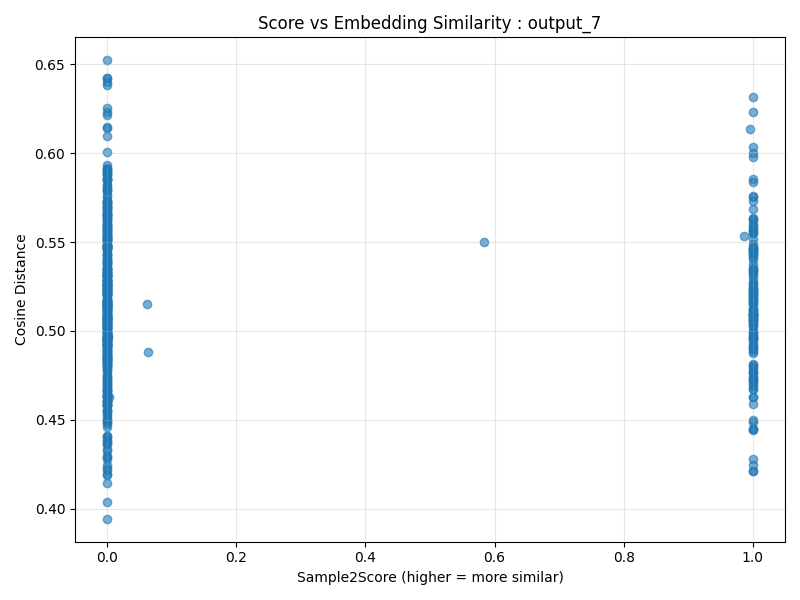 Score vs Embedding Similarity : output_7
0.65
0.60
0.55
0.50
0.45
0.40
Cosine Distance
0.0 0.2 0.4 0.6 0.8 1.0
Sample2Score (higher = more similar)